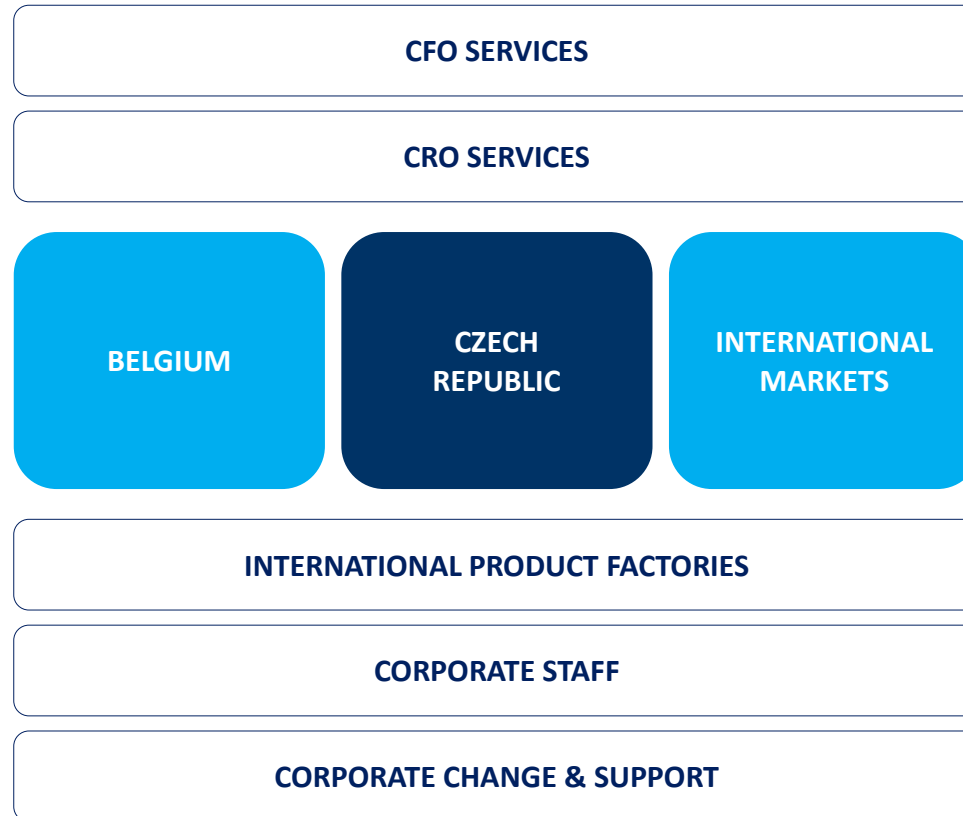 CFO SERVICES
CRO SERVICES
BELGIUM
CZECH
REPUBLIC
INTERNATIONAL
MARKETS
INTERNATIONAL PRODUCT FACTORIES
CORPORATE STAFF
CORPORATE CHANGE & SUPPORT